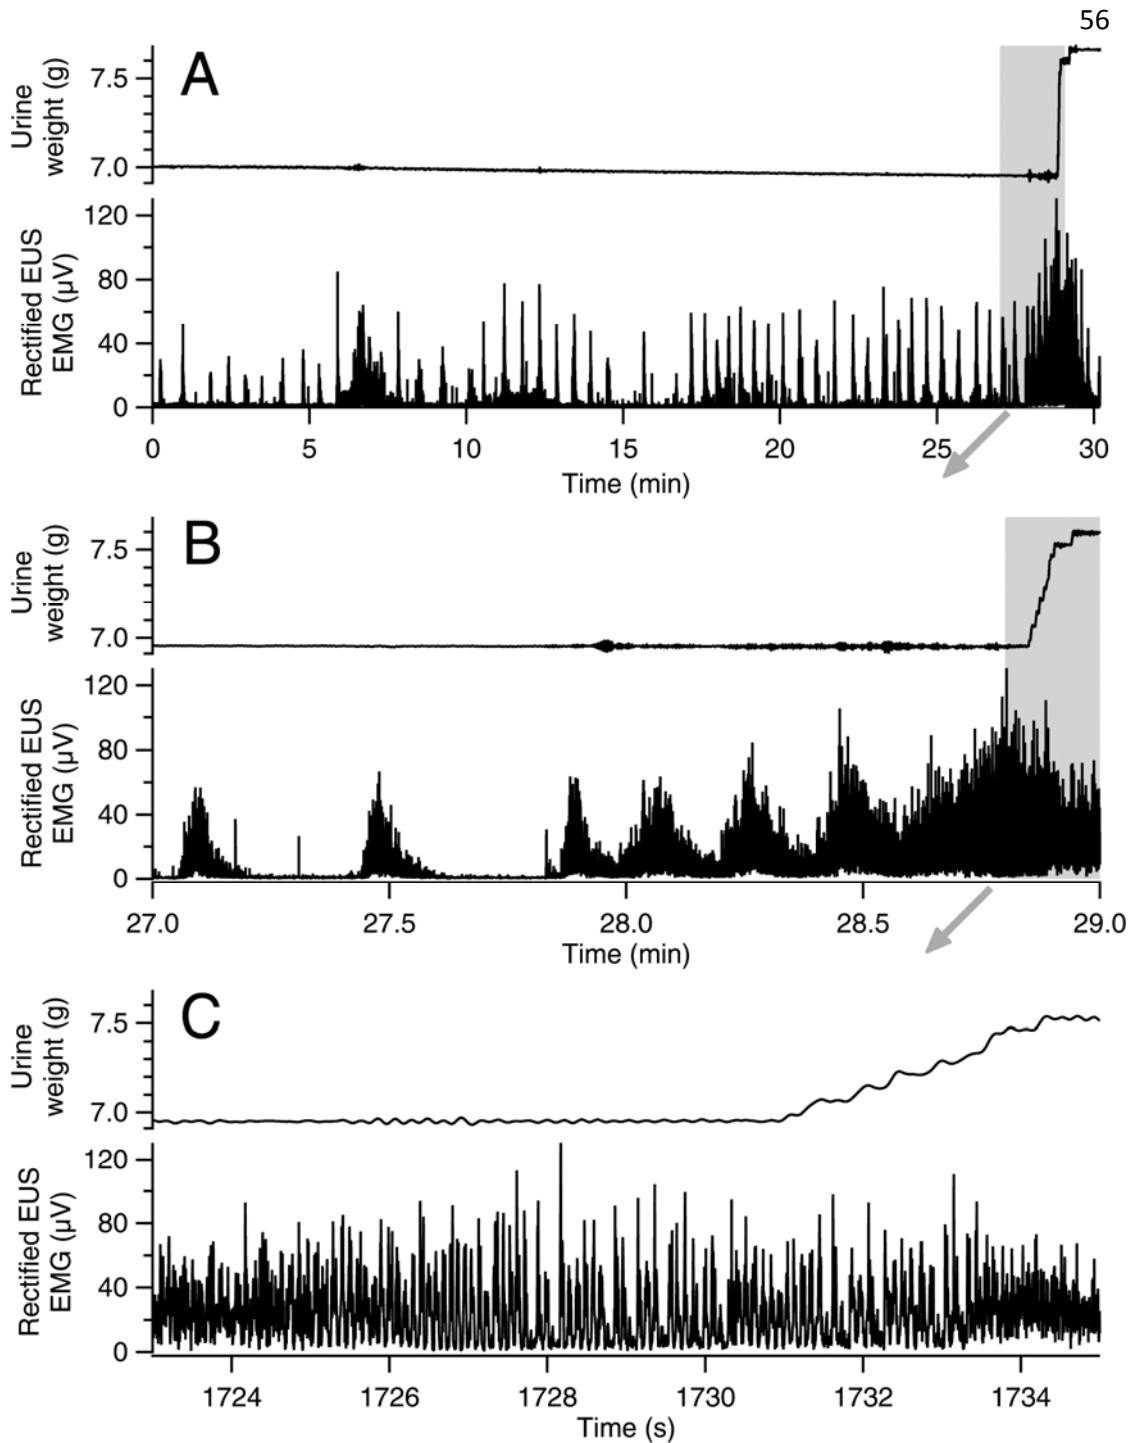 56
A
Urine
weight (g)
7.5
7.0
Rectified EUS
EMG (µV)
120
80
40
0
0 5 10 15 20 25 30
Time (min)
B
Urine
weight (g)
7.5
7.0
Rectified EUS
EMG (µV)
120
80
40
0
27.0 27.5 28.0 28.5 29.0
Time (min)
C
Urine
weight (g)
7.5
7.0
Rectified EUS
EMG (µV)
120
80
40
0
1724 1726 1728 1730 1732 1734
Time (s)